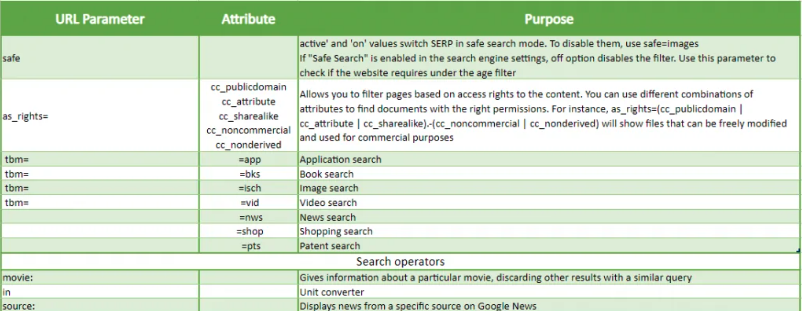 URL Parameter Attribute Purpose
active' and 'on' values switch SERP in safe search mode. To disable them, use safe=images
safe If "Safe Search" is enabled in the search engine settings, off option disables the filter. Use this parameter to
check if the website requires under the age filter
cc_publicdomain
cc_attribute
as_rights= cc_sharealike
cc_noncommercial
cc_nonderived
Allows you to filter pages based on access rights to the content. You can use different combinations of
attributes to find documents with the right permissions. For instance, as_rights=(cc_publicdomain |
cc_attribute | cc_sharealike).-(cc_noncommercial | cc_nonderived) will show files that can be freely modified
and used for commercial purposes
tbm= =app Application search
tbm= =bks Book search
tbm= =isch Image search
tbm= =vid Video search
=nws News search
=shop Shopping search
=pts Patent search
Search operators
movie: Gives information about a particular movie, discarding other results with a similar query
in Unit converter
source: Displays news from a specific source on Google News